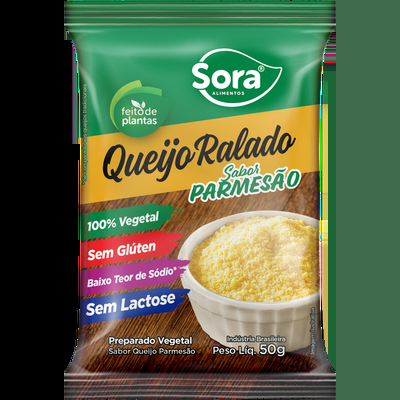 Sora®
ALIMENTOS
feito de
plantas
Queijo Ralado
Sabor
PARMESÃO
100% Vegetal
Sem Glúten
Baixo Teor de Sódio*
Sem Lactose
Preparado Vegetal
Sabor Queijo Parmesão
Indústria Brasileira
Peso Líq. 50g